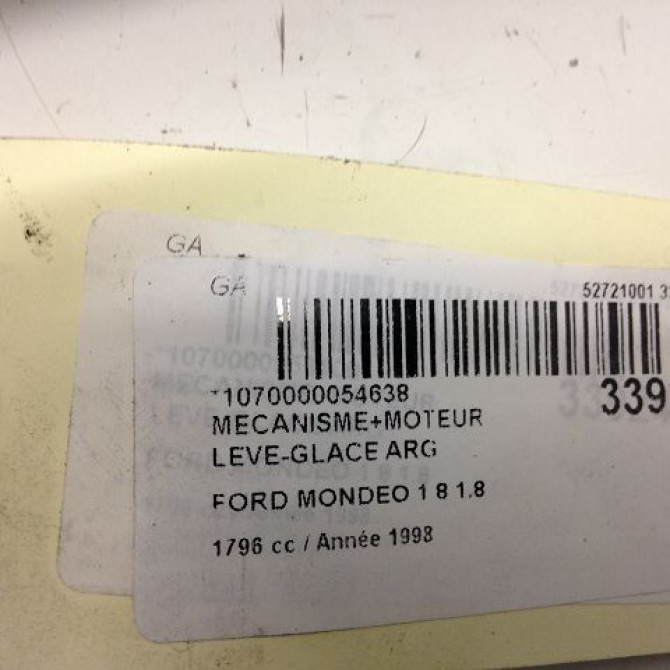 GA
GA
52721001
*1070000054638
339
MECANISME+MOTEUR
LEVE-GLACE ARG
FORD MONDEO 1 8 1.8
1796 cc / Année 1998